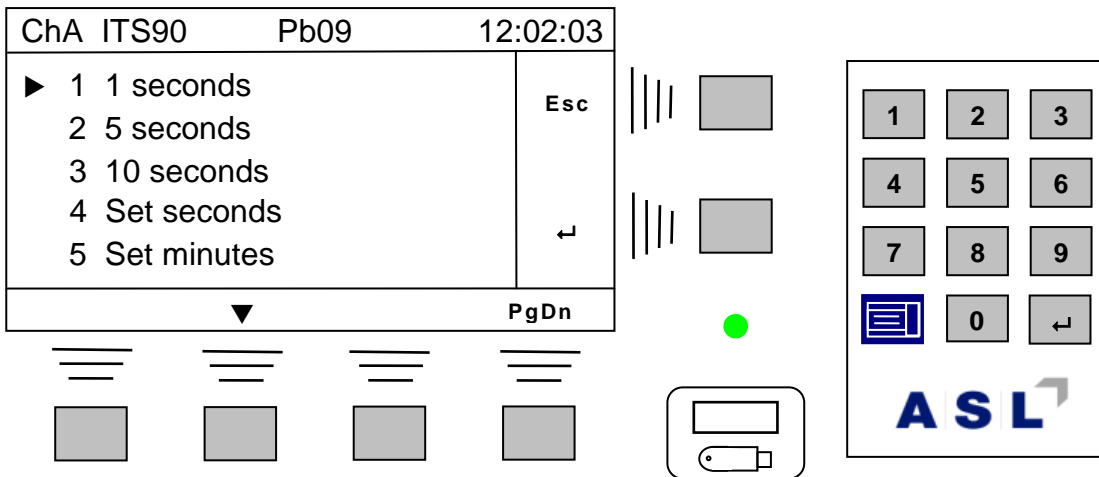 ChA ITS90 Pb09 12:02:03
▶ 1 1 seconds
2 5 seconds
3 10 seconds
4 Set seconds
5 Set minutes
Esc
↵
▼ PgDn
1 2 3
4 5 6
7 8 9
0 ↵
ASL